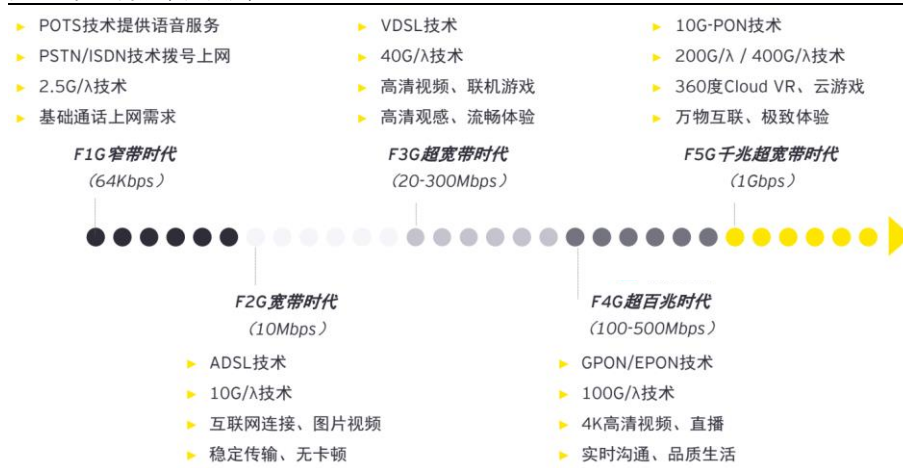 POTS技术提供语音服务
PSTN/ISDN技术拨号上网
2.5G/λ技术
基础通话上网需求
F1G窄带时代
（64Kbps）
VDSL技术
40G/λ技术
高清视频、联机游戏
高清观感、流畅体验
F3G超宽带时代
（20-300Mbps）
10G-PON技术
200G/λ / 400G/λ技术
360度Cloud VR、云游戏
万物互联、极致体验
F5G千兆超宽带时代
（1Gbps）
F2G宽带时代
（10Mbps）
ADSL技术
10G/λ技术
互联网连接、图片视频
稳定传输、无卡顿
F4G超百兆时代
（100-500Mbps）
GPON/EPON技术
100G/λ技术
4K高清视频、直播
实时沟通、品质生活